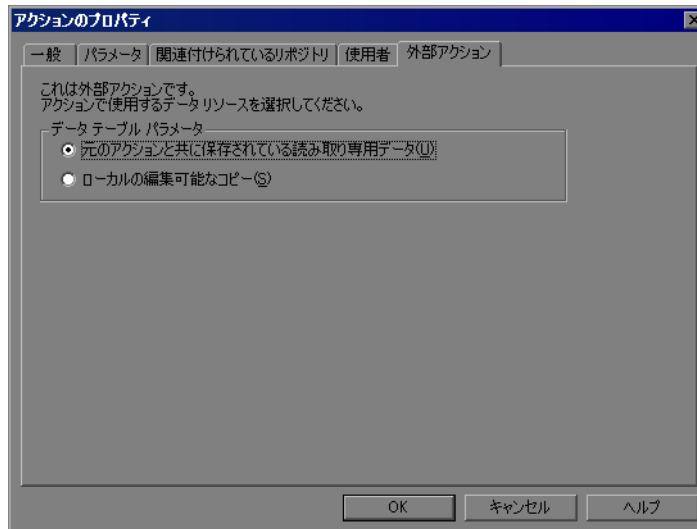 アクションのプロパティ
一般 パラメータ 関連付けられているリポジトリ 使用者 外部アクション
これは外部アクションです。
アクションで使用するデータ リソースを選択してください。
データ テーブル パラメータ
元のアクションと共に保存されている読み取り専用データ(U)
ローカルの編集可能なコピー(S)
OK キャンセル ヘルプ